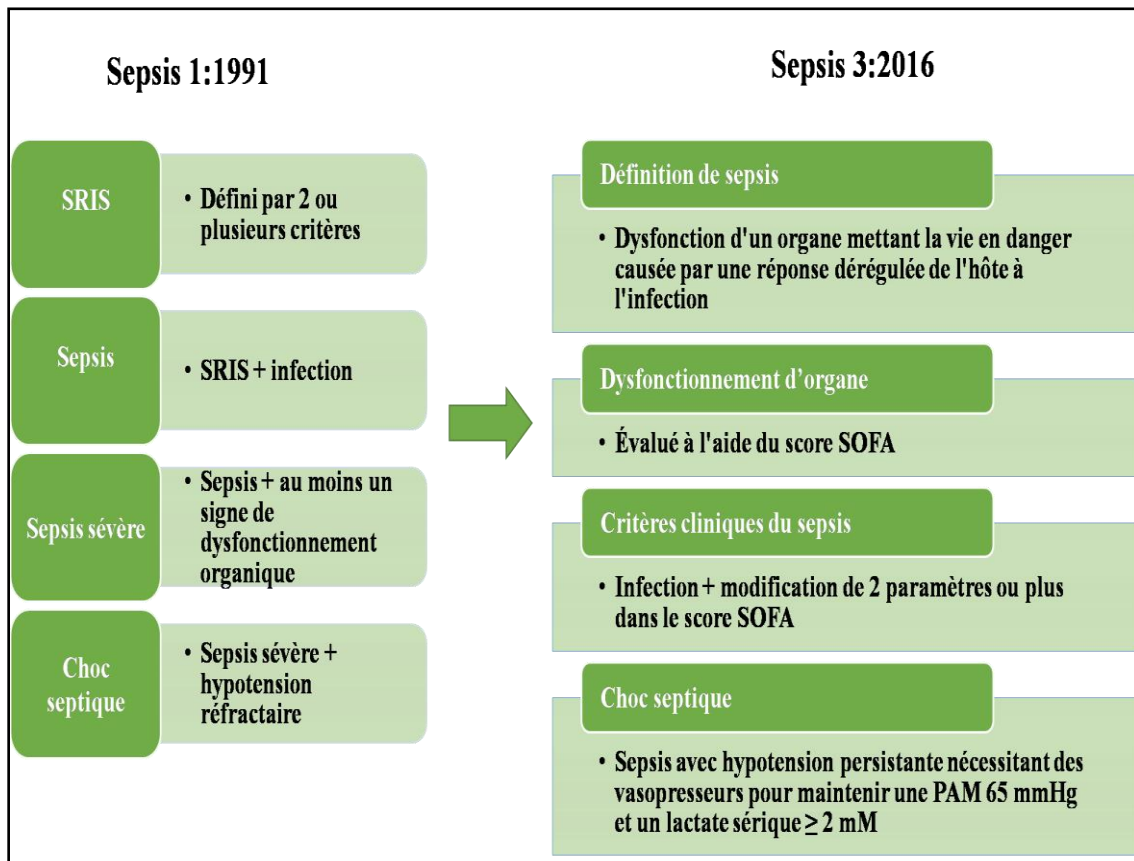 Sepsis 1:1991
SRIS
• Défini par 2 ou
plusieurs critères
Sepsis
• SRIS + infection
Sepsis sévère
• Sepsis + au moins un
signe de
dysfonctionnement
organique
Choc
septique
• Sepsis sévère +
hypotension
réfractaire
Sepsis 3:2016
Définition de sepsis
• Dysfonction d'un organe mettant la vie en danger
causée par une réponse dérégulée de l'hôte à
l'infection
Dysfonctionnement d’organe
• Évalué à l'aide du score SOFA
Critères cliniques du sepsis
• Infection + modification de 2 paramètres ou plus
dans le score SOFA
Choc septique
• Sepsis avec hypotension persistante nécessitant des
vasopresseurs pour maintenir une PAM 65 mmHg
et un lactate sérique ≥ 2 mM